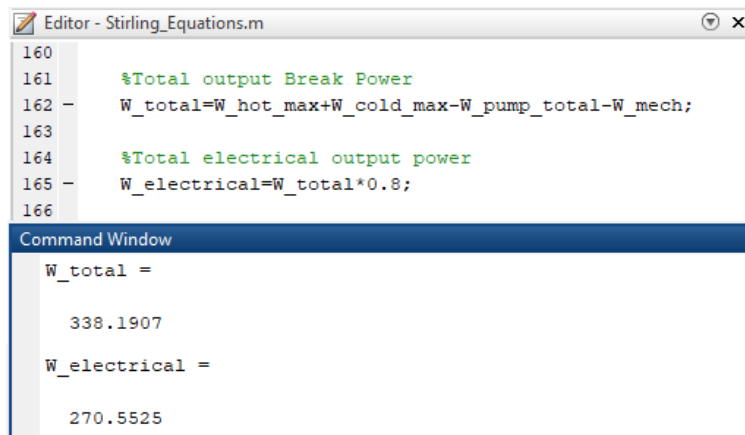 Editor - Stirling_Equations.m
160
161 %Total output Break Power
162 - W_total=W_hot_max+W_cold_max-W_pump_total-W_mech;
163
164 %Total electrical output power
165 - W_electrical=W_total*0.8;
166
Command Window
W_total =
338.1907
W_electrical =
270.5525